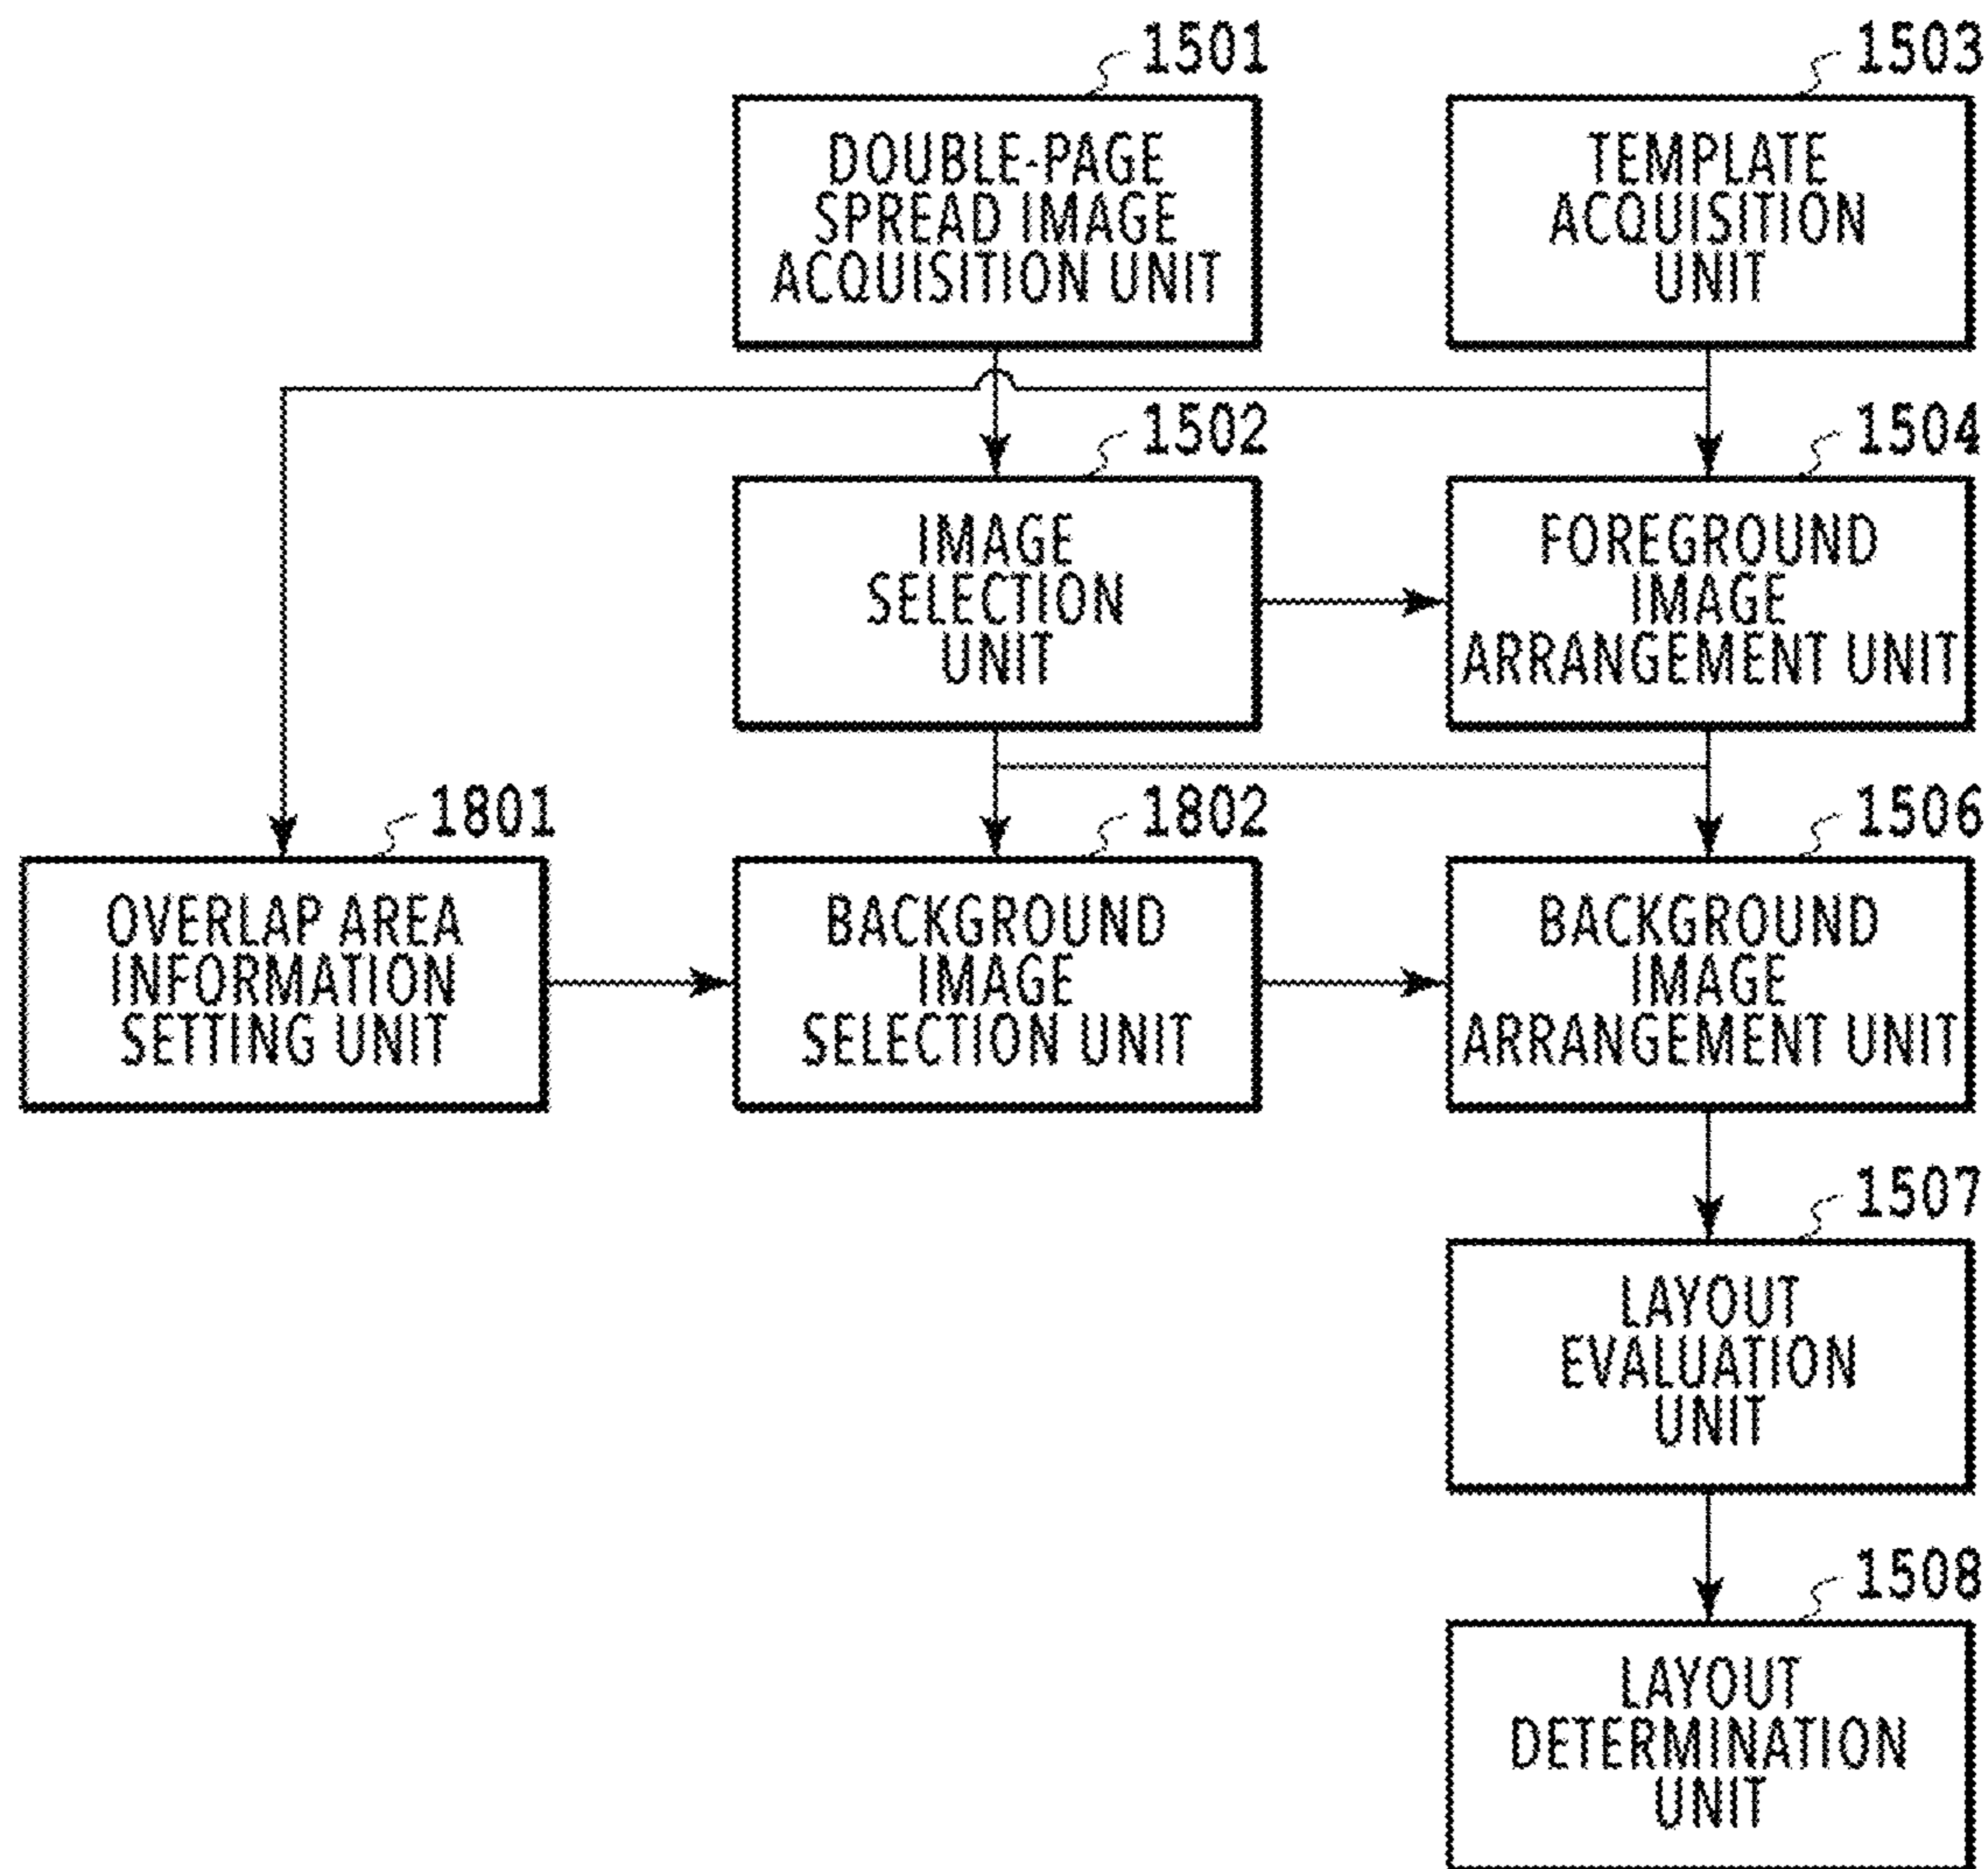 1501
DOUBLE-PAGE
SPREAD IMAGE
ACQUISITION UNIT
1503
TEMPLATE
ACQUISITION
UNIT
1502
IMAGE
SELECTION
UNIT
1504
FOREGROUND
IMAGE
ARRANGEMENT UNIT
1801
OVERLAP AREA
INFORMATION
SETTING UNIT
1802
BACKGROUND
IMAGE
SELECTION UNIT
1506
BACKGROUND
IMAGE
ARRANGEMENT UNIT
1507
LAYOUT
EVALUATION
UNIT
1508
LAYOUT
DETERMINATION
UNIT